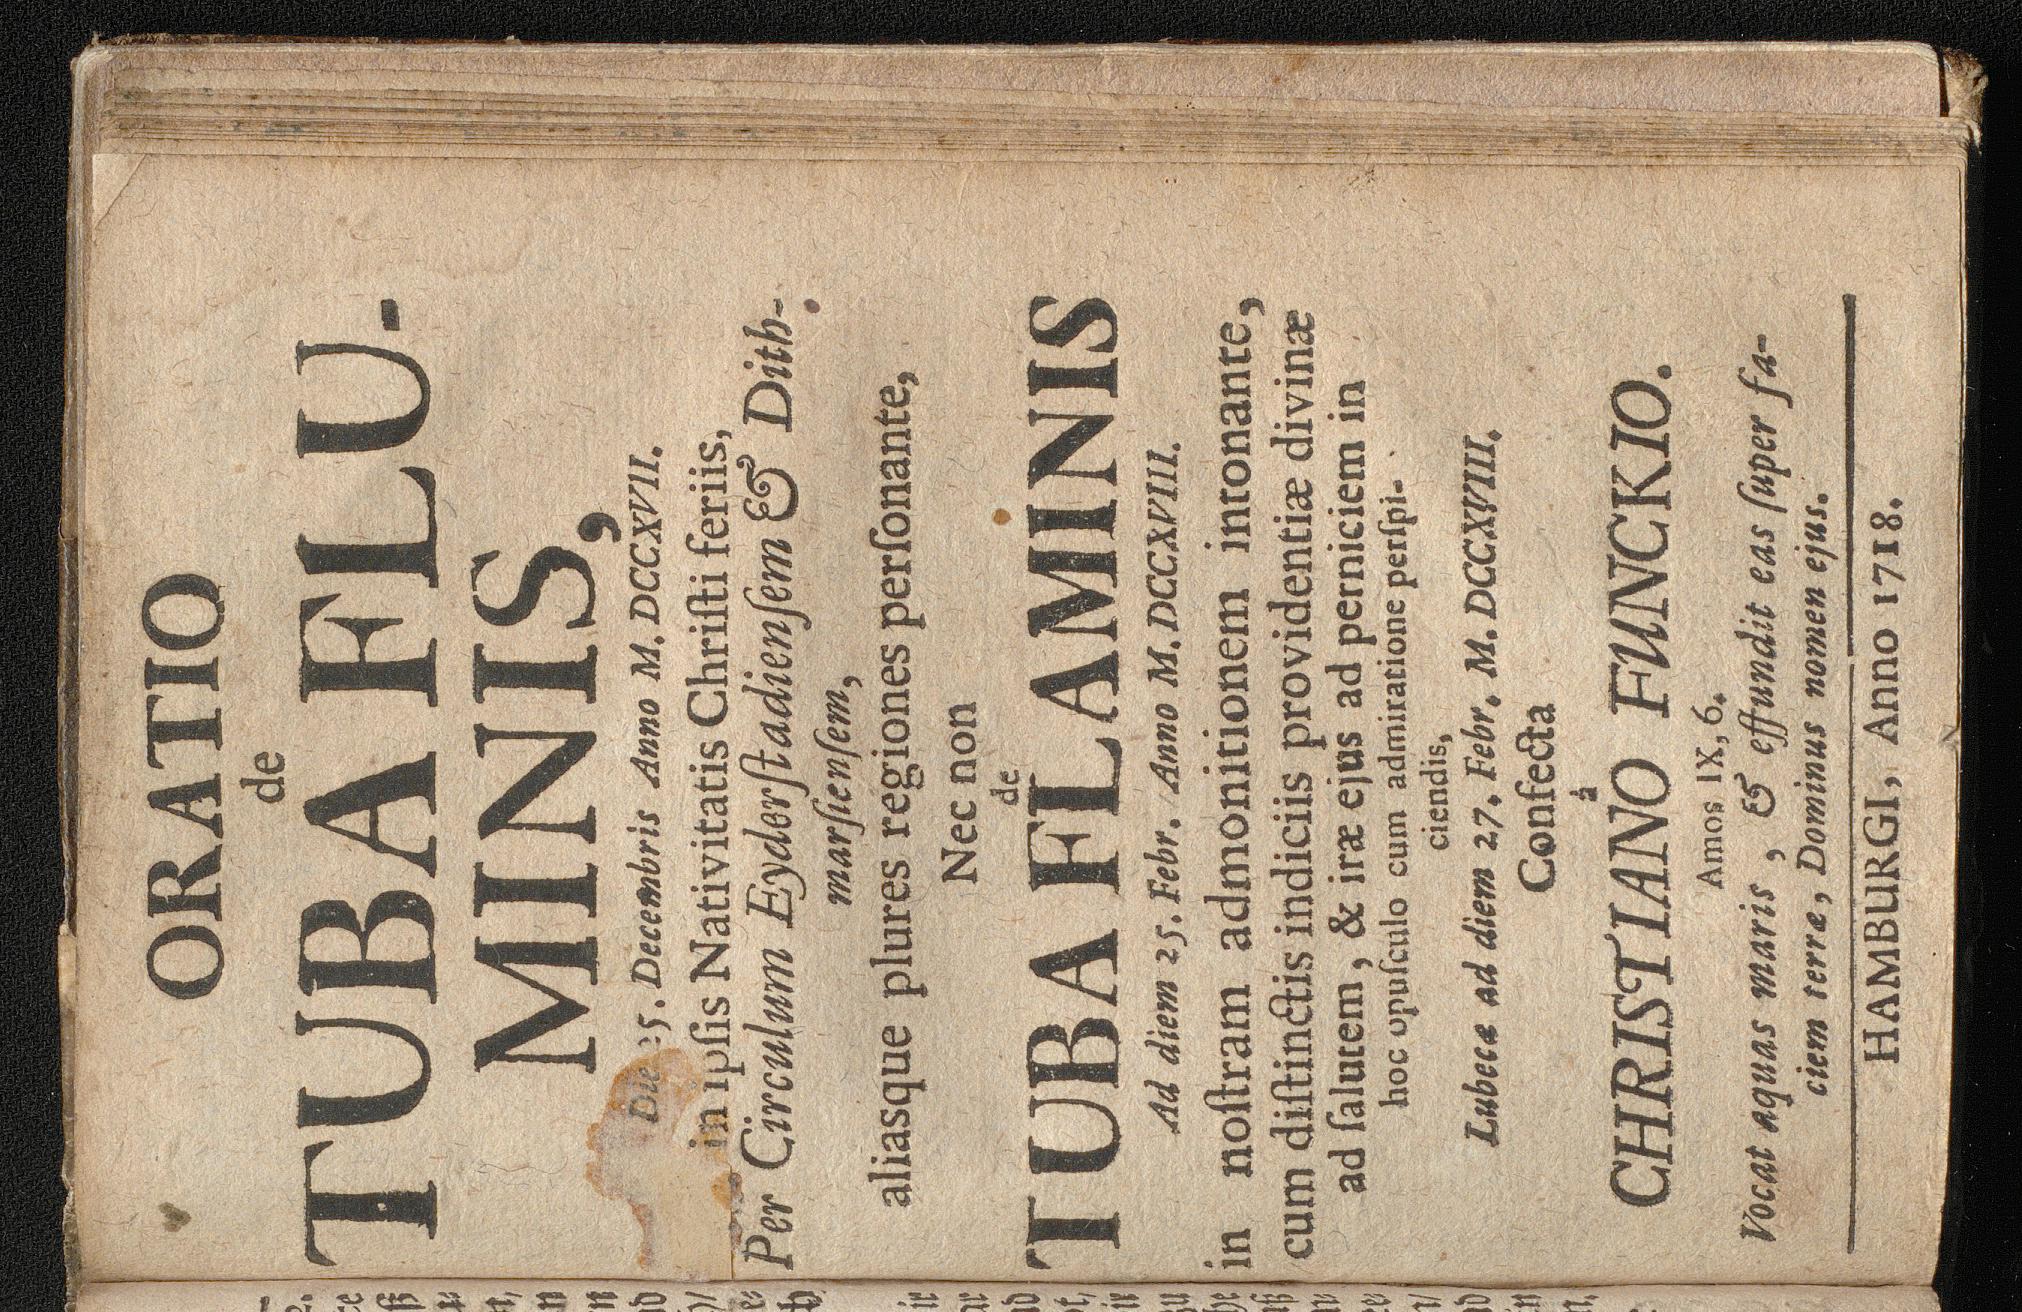 ORATIO
de
TUBA FLU-
MINIS,
Die 25. Decembris Anno M. DCCXVII.
in ipſis Nativitatis Chriſti feriis,
Per Circulum Eyderſtadienſem & Dith-
marſienſem,
aliasque plures regiones perſonante,
Nec non
de
TUBA FLAMINIS
Ad diem 25. Febr. Anno M. DCCXVIII.
in noſtram admonitionem intonante,
cum diſtinctis indiciis providentiæ divinæ
ad ſalutem, & iræ ejus ad perniciem in
hoc opuſculo cum admiratione perſpi-
ciendis,
Lubecæ ad diem 27. Febr. M. DCCXVIII.
Confecta
à
CHRISTIANO FUNCKIO.
Amos IX, 6.
Vocat aquas maris, & effundit eas ſuper fa-
ciem terræ, Dominus nomen ejus.
HAMBURGI, Anno 1718.